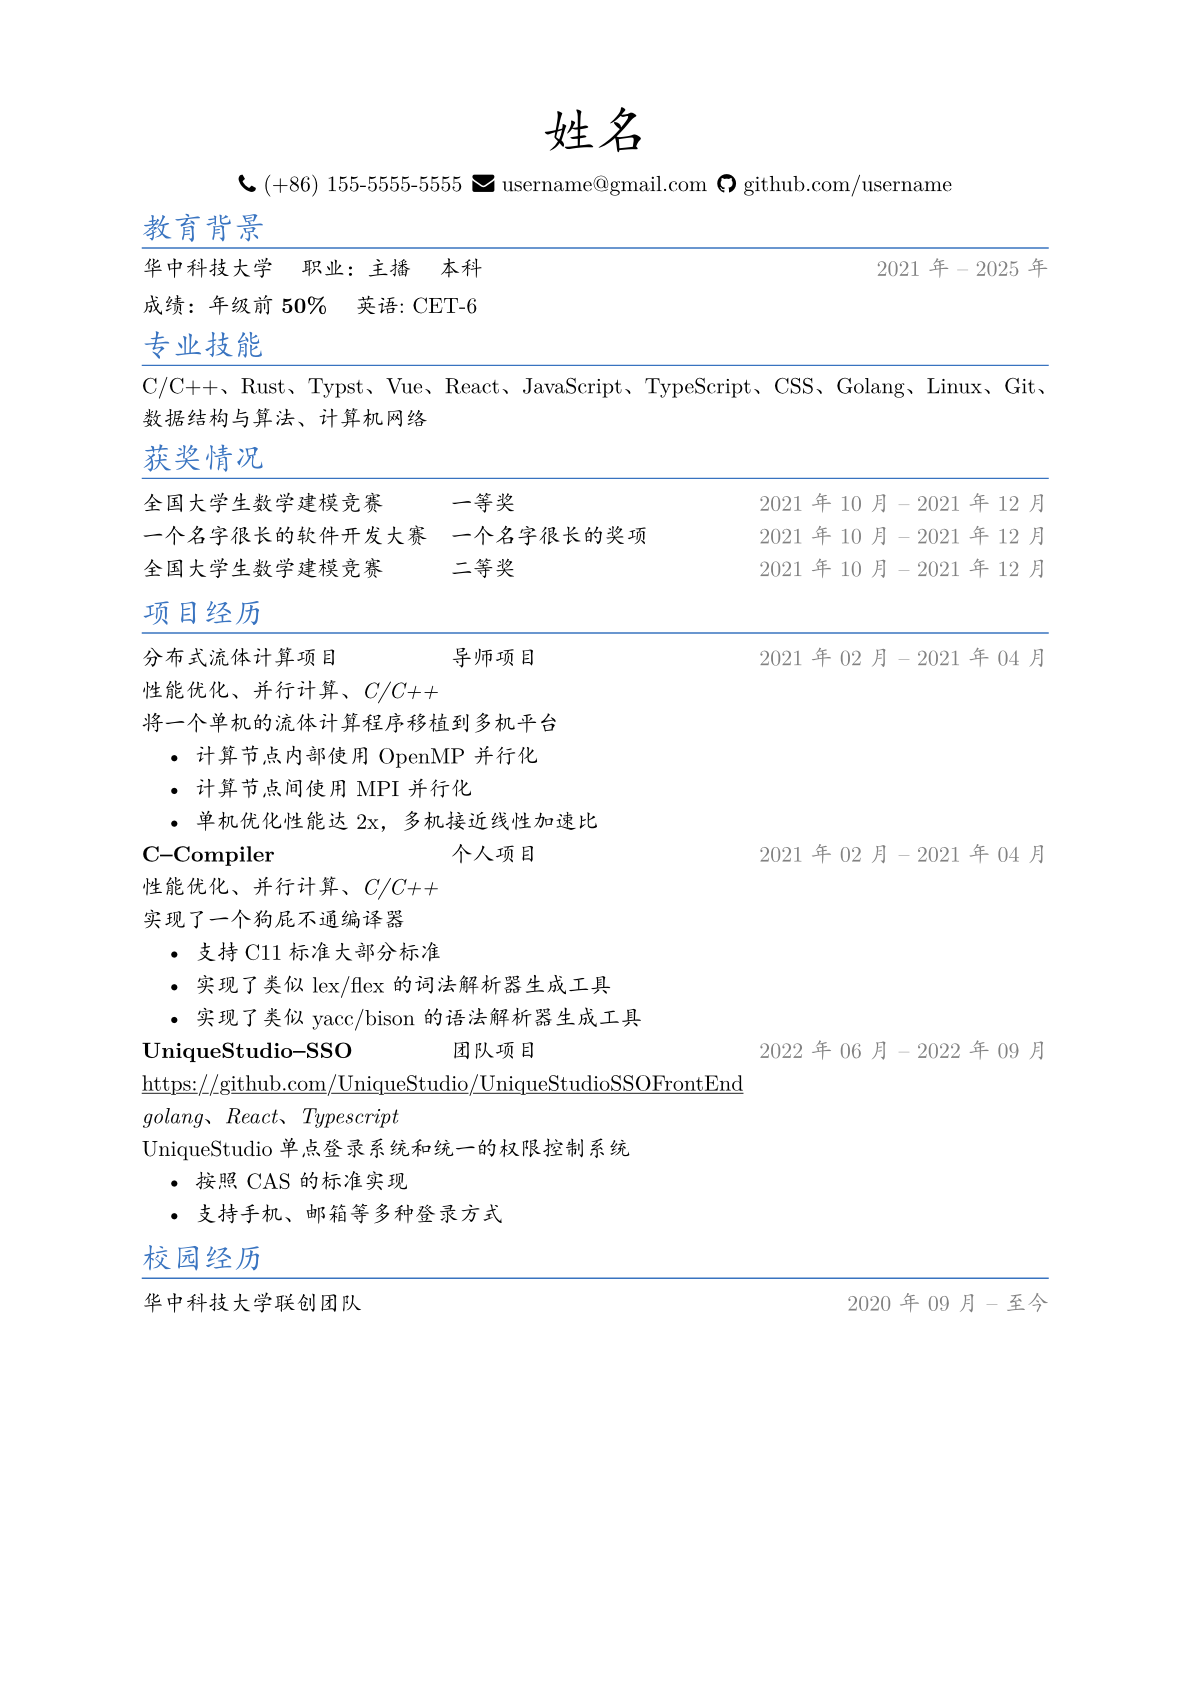 姓名
(+86) 155-5555-5555 username@gmail.com github.com/username
教育背景
华中科技大学 职业：主播 本科 2021 年 – 2025 年
成绩：年级前 50% 英语: CET-6
专业技能
C/C++、Rust、Typst、Vue、React、JavaScript、TypeScript、CSS、Golang、Linux、Git、
数据结构与算法、计算机网络
获奖情况
全国大学生数学建模竞赛 一等奖 2021 年 10 月 – 2021 年 12 月
一个名字很长的软件开发大赛 一个名字很长的奖项 2021 年 10 月 – 2021 年 12 月
全国大学生数学建模竞赛 二等奖 2021 年 10 月 – 2021 年 12 月
项目经历
分布式流体计算项目 导师项目 2021 年 02 月 – 2021 年 04 月
性能优化、并行计算、C/C++
将一个单机的流体计算程序移植到多机平台
• 计算节点内部使用 OpenMP 并行化
• 计算节点间使用 MPI 并行化
• 单机优化性能达 2x，多机接近线性加速比
C–Compiler 个人项目 2021 年 02 月 – 2021 年 04 月
性能优化、并行计算、C/C++
实现了一个狗屁不通编译器
• 支持 C11 标准大部分标准
• 实现了类似 lex/flex 的词法解析器生成工具
• 实现了类似 yacc/bison 的语法解析器生成工具
UniqueStudio–SSO 团队项目 2022 年 06 月 – 2022 年 09 月
https://github.com/UniqueStudio/UniqueStudioSSOFrontEnd
golang、React、Typescript
UniqueStudio 单点登录系统和统一的权限控制系统
• 按照 CAS 的标准实现
• 支持手机、邮箱等多种登录方式
校园经历
华中科技大学联创团队 2020 年 09 月 – 至今